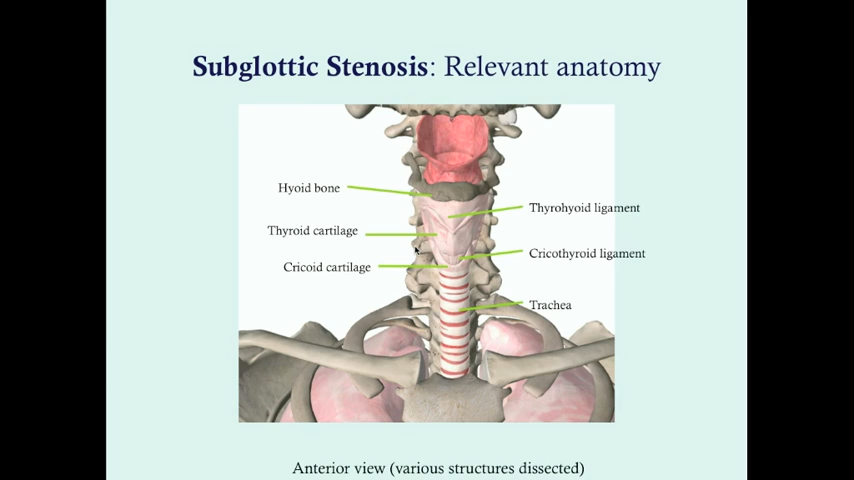 Subglottic Stenosis: Relevant anatomy
Hyoid bone
Thyrohyoid ligament
Thyroid cartilage
Cricothyroid ligament
Cricoid cartilage
Trachea
Anterior view (various structures dissected)